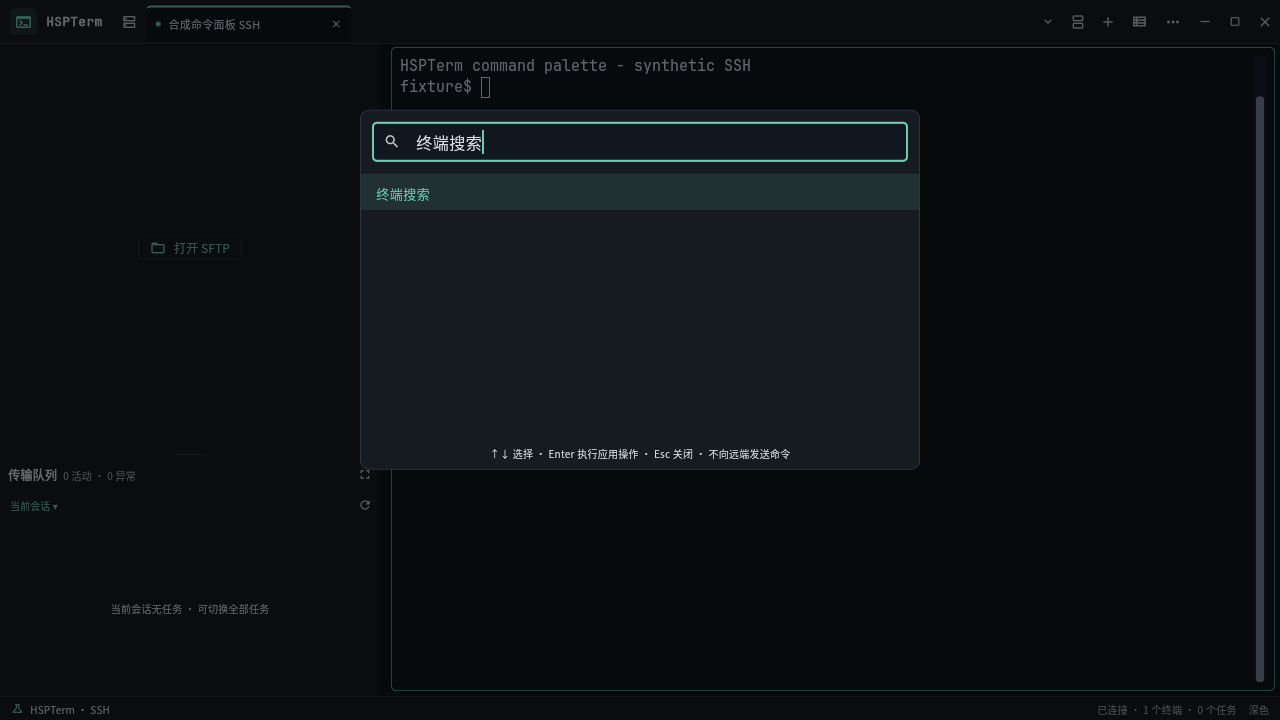 HSPTerm
合成命令面板 SSH
HSPTerm command palette - synthetic SSH
fixture$
终端搜索
终端搜索
↑↓ 选择 · Enter 执行应用操作 · Esc 关闭 · 不向远端发送命令
打开 SFTP
传输队列 0 活动 · 0 异常
当前会话 ▾
当前会话无任务 · 可切换全部任务
HSPTerm · SSH
已连接 · 1 个终端 · 0 个任务 深色